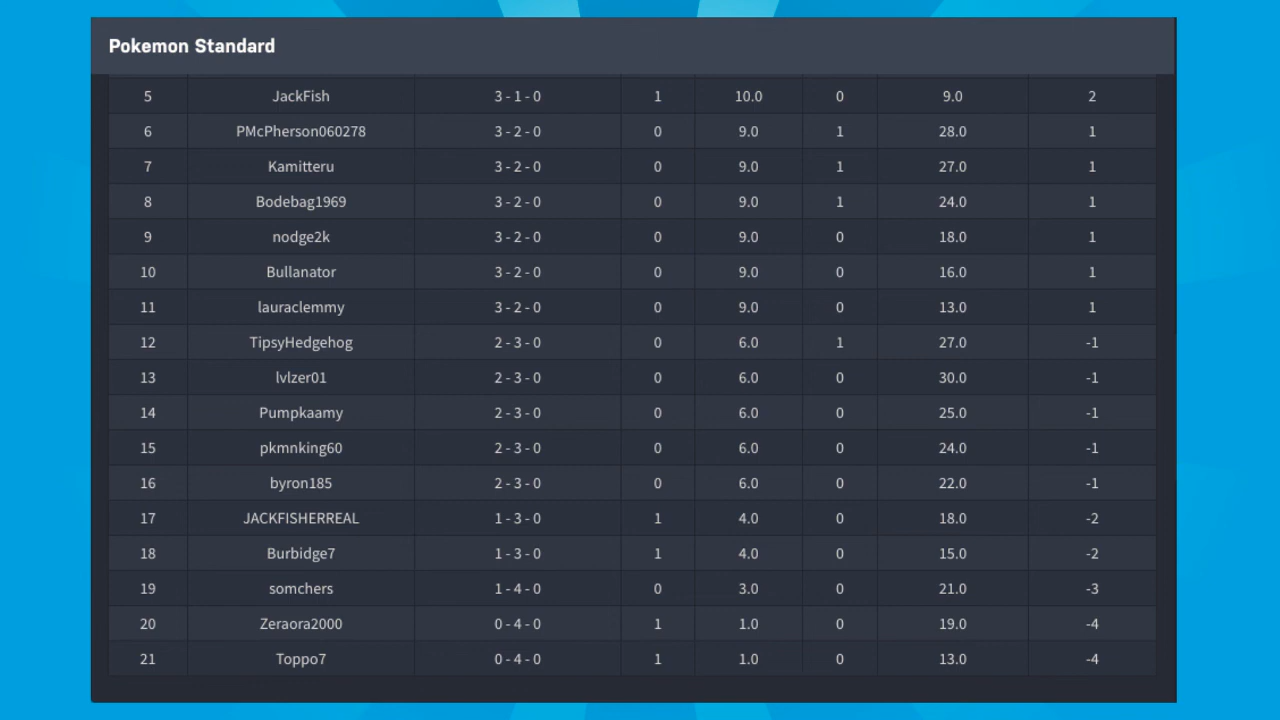 Pokemon Standard
5 JackFish 3 - 1 - 0 1 10.0 0 9.0 2
6 PMcPherson060278 3 - 2 - 0 0 9.0 1 28.0 1
7 Kamitteru 3 - 2 - 0 0 9.0 1 27.0 1
8 Bodebag1969 3 - 2 - 0 0 9.0 1 24.0 1
9 nodge2k 3 - 2 - 0 0 9.0 0 18.0 1
10 Bullanator 3 - 2 - 0 0 9.0 0 16.0 1
11 lauraclemmy 3 - 2 - 0 0 9.0 0 13.0 1
12 TipsyHedgehog 2 - 3 - 0 0 6.0 1 27.0 -1
13 lvlzer01 2 - 3 - 0 0 6.0 0 30.0 -1
14 Pumpkaamy 2 - 3 - 0 0 6.0 0 25.0 -1
15 pkmnking60 2 - 3 - 0 0 6.0 0 24.0 -1
16 byron185 2 - 3 - 0 0 6.0 0 22.0 -1
17 JACKFISHERREAL 1 - 3 - 0 1 4.0 0 18.0 -2
18 Burbidge7 1 - 3 - 0 1 4.0 0 15.0 -2
19 somchers 1 - 4 - 0 0 3.0 0 21.0 -3
20 Zeraora2000 0 - 4 - 0 1 1.0 0 19.0 -4
21 Toppo7 0 - 4 - 0 1 1.0 0 13.0 -4